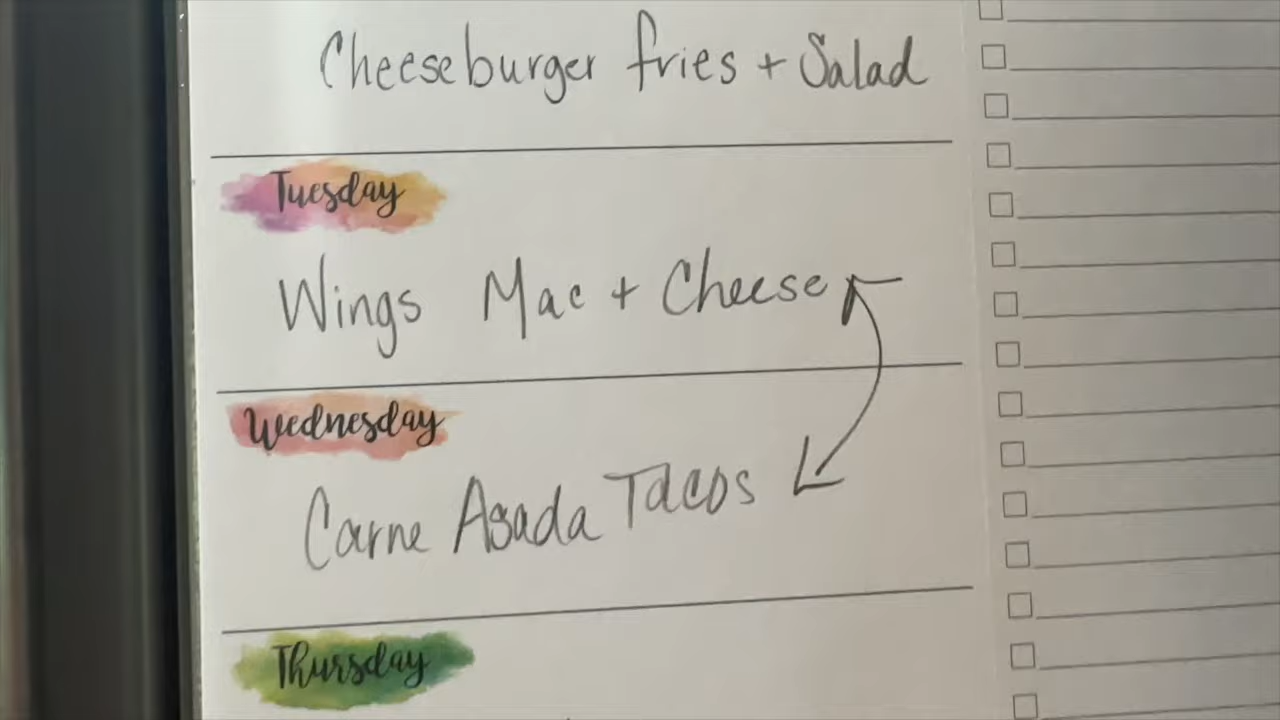 Cheeseburger fries + Salad
Tuesday
Wings Mac + Cheese
Wednesday
Carne Asada Tacos
Thursday